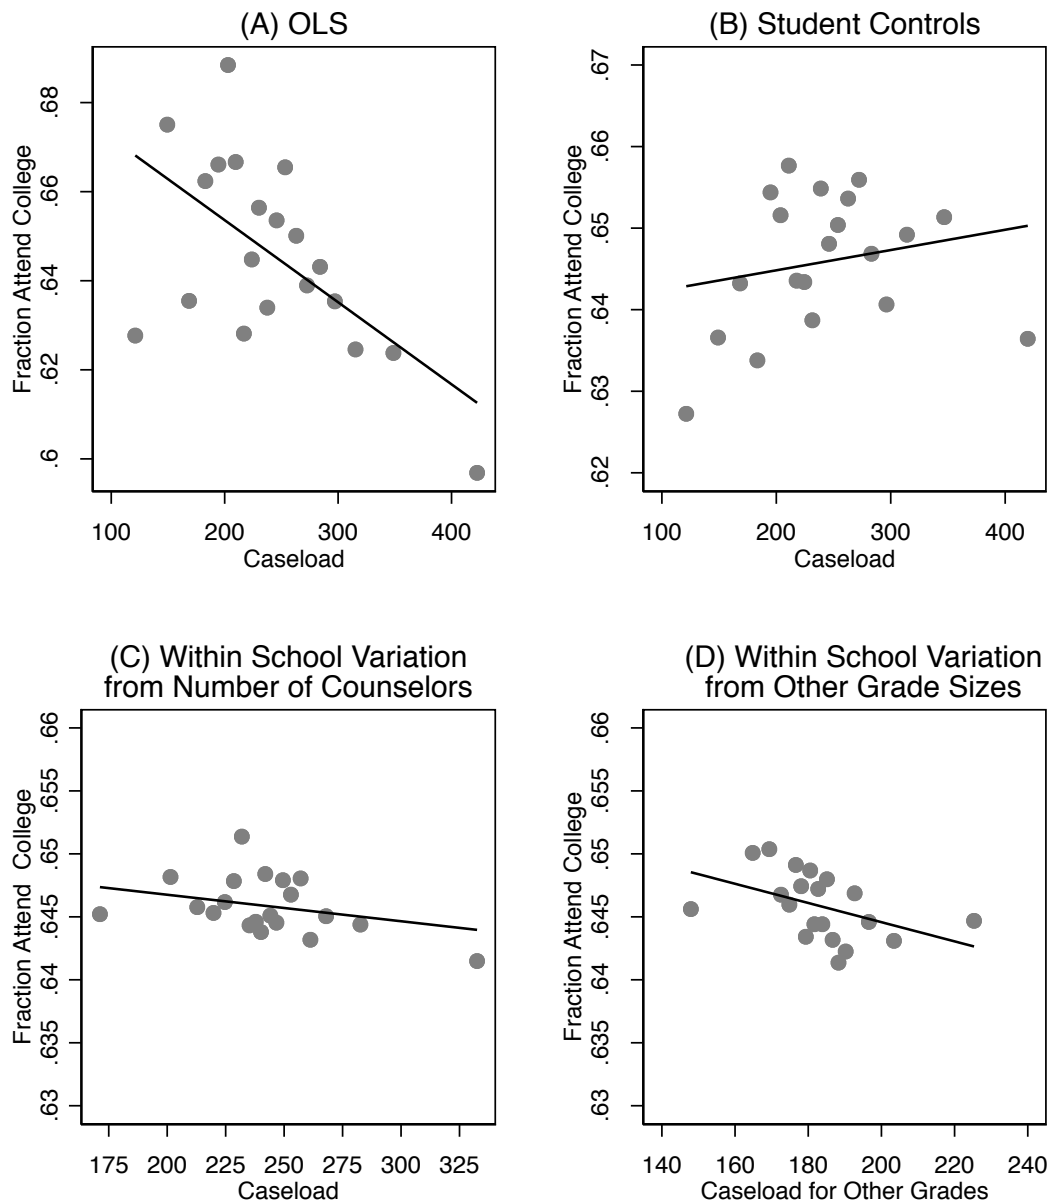 (A) OLS
Fraction Attend College
.68
.66
.64
.62
.6
100 200 300 400
Caseload
(B) Student Controls
Fraction Attend College
.67
.66
.65
.64
.63
.62
100 200 300 400
Caseload
(C) Within School Variation
from Number of Counselors
Fraction Attend College
.66
.655
.65
.645
.64
.635
.63
175 200 225 250 275 300 325
Caseload
(D) Within School Variation
from Other Grade Sizes
Fraction Attend College
.66
.655
.65
.645
.64
.635
.63
140 160 180 200 220 240
Caseload for Other Grades